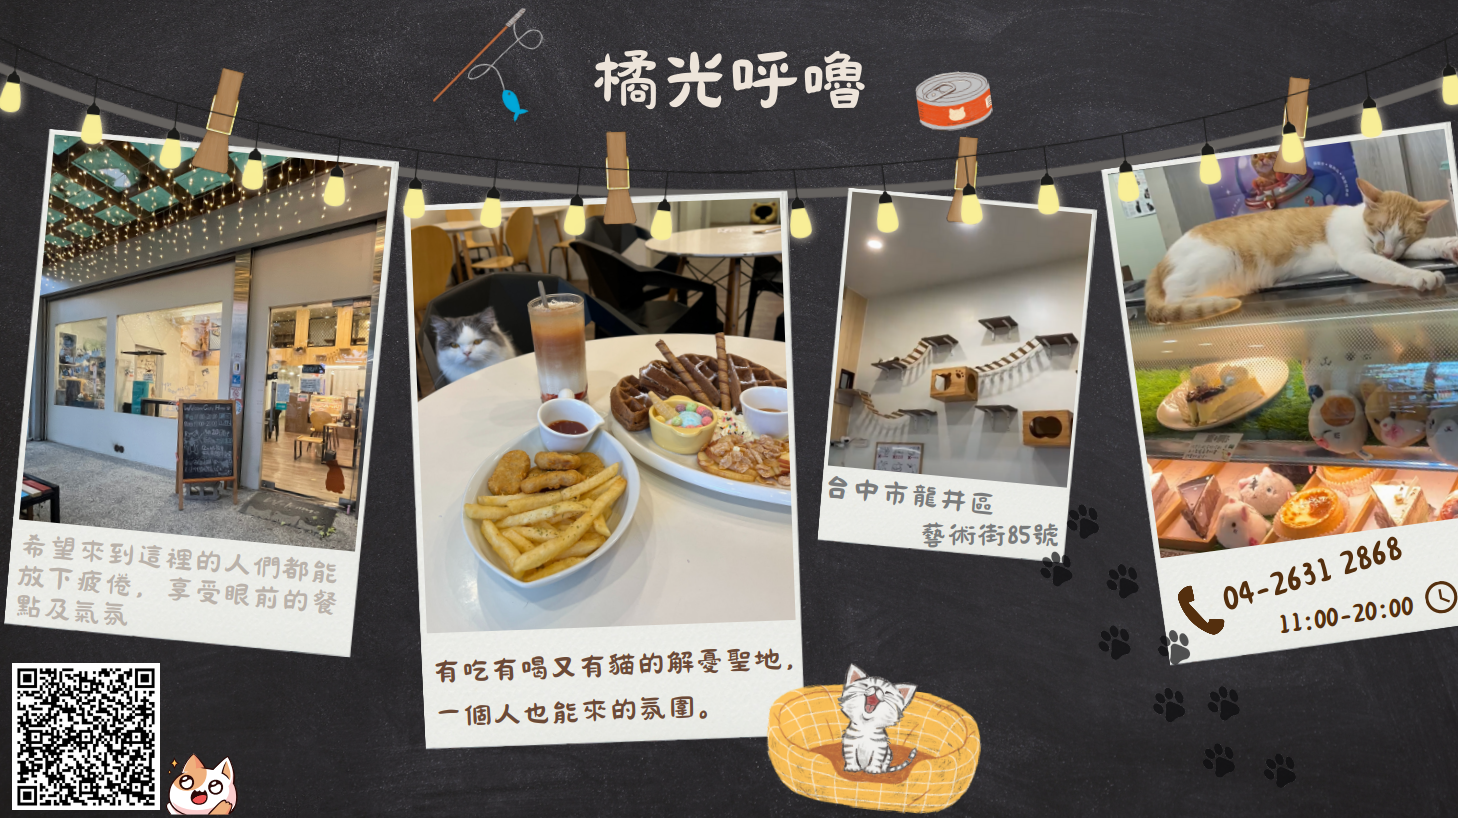 橘光呼嚕
希望來到這裡的人們都能
放下疲倦，享受眼前的餐
點及氣氛
有吃有喝又有貓的解憂聖地，
一個人也能來的氛圍。
台中市龍井區
藝術街85號
04-2631 2868
11:00-20:00